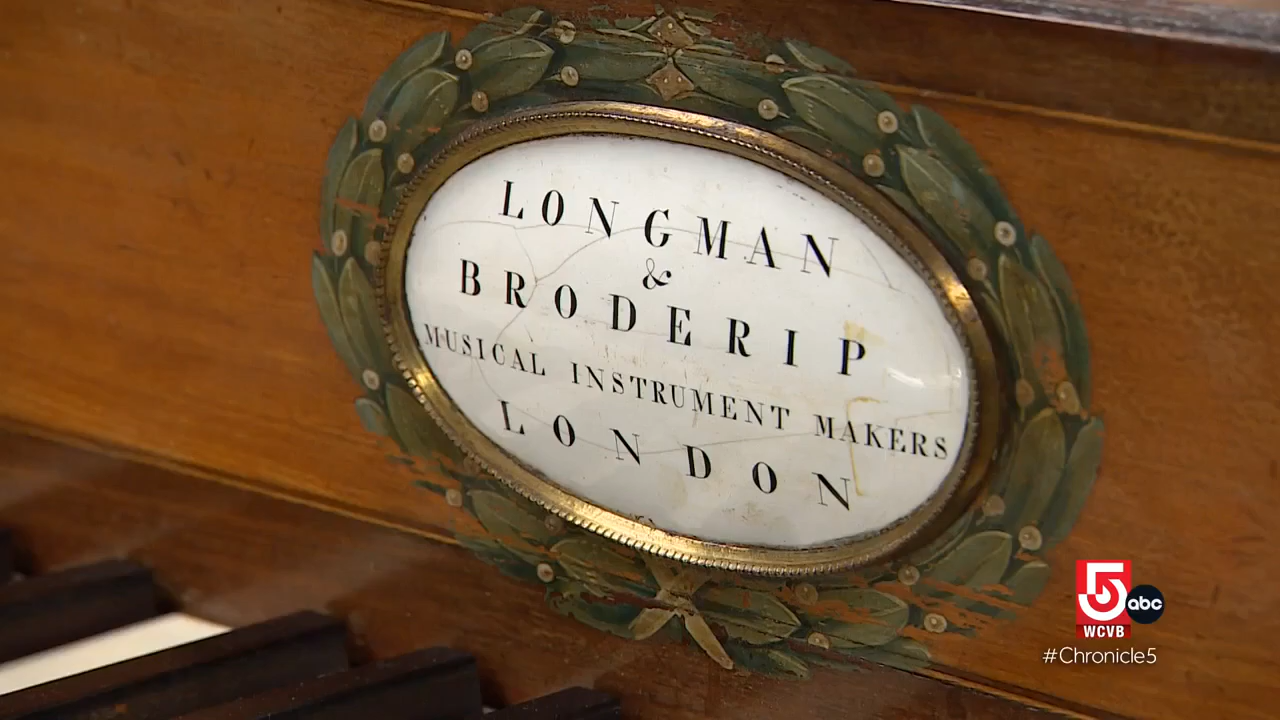 LONGMAN
&
BRODERIP
MUSICAL INSTRUMENT MAKERS
LONDON
5
abc
WCVB
#Chronicle5